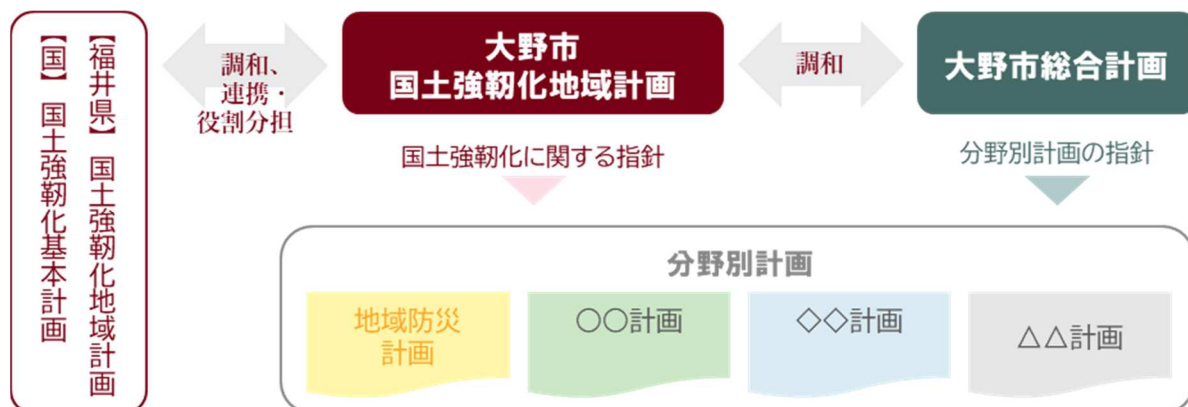 【福井県】 国土強靭化地域計画
【国】 国土強靭化基本計画
調和、
連携・
役割分担
大野市
国土強靭化地域計画
調和
大野市総合計画
国土強靭化に関する指針
分野別計画の指針
分野別計画
地域防災
計画
〇〇計画
◇◇計画
△△計画